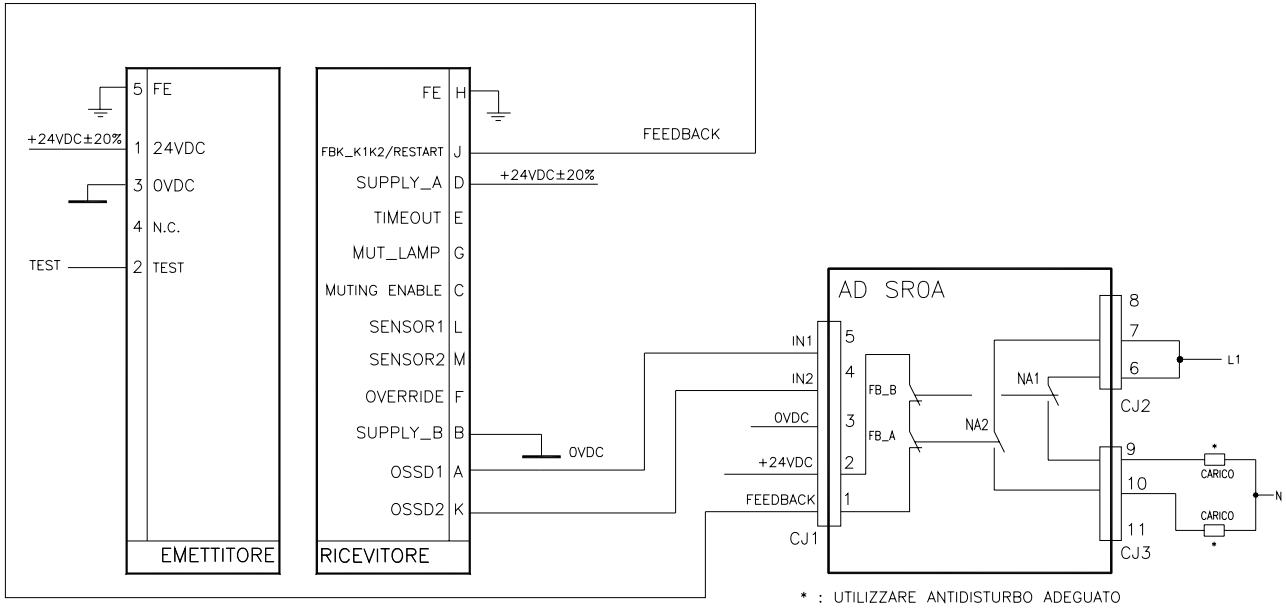 5 FE
+24VDC±20% 1 24VDC
3 0VDC
4 N.C.
TEST 2 TEST
EMETTITORE
FE H
FBK_K1K2/RESTART J FEEDBACK
SUPPLY_A D +24VDC±20%
TIMEOUT E
MUT_LAMP G
MUTING ENABLE C
SENSOR1 L
SENSOR2 M
OVERRIDE F
SUPPLY_B B 0VDC
OSSD1 A
OSSD2 K
RICEVITORE
AD SR0A
IN1 5
IN2 4
0VDC 3
+24VDC 2
FEEDBACK 1
CJ1
FB_B
FB_A
NA1
NA2
8
7
6
L1
CJ2
9
10
11
CJ3
*
CARICO
N
CARICO
*
* : UTILIZZARE ANTIDISTURBO ADEGUATO